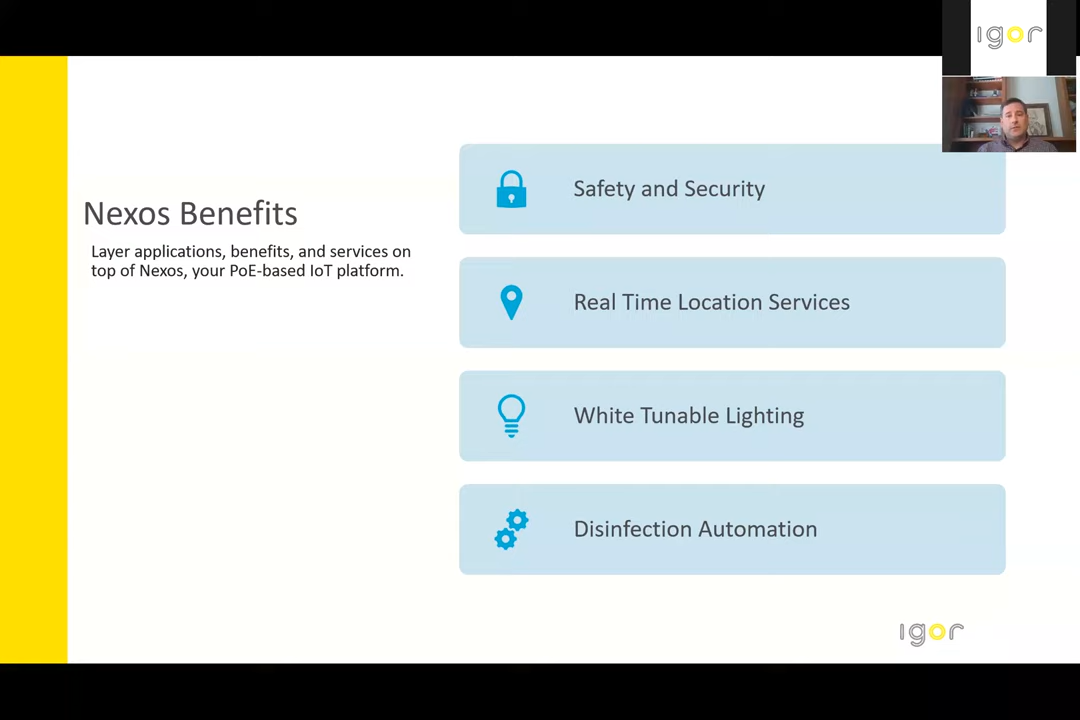 igor
Nexos Benefits
Layer applications, benefits, and services on
top of Nexos, your PoE-based IoT platform.
Safety and Security
Real Time Location Services
White Tunable Lighting
Disinfection Automation
igor